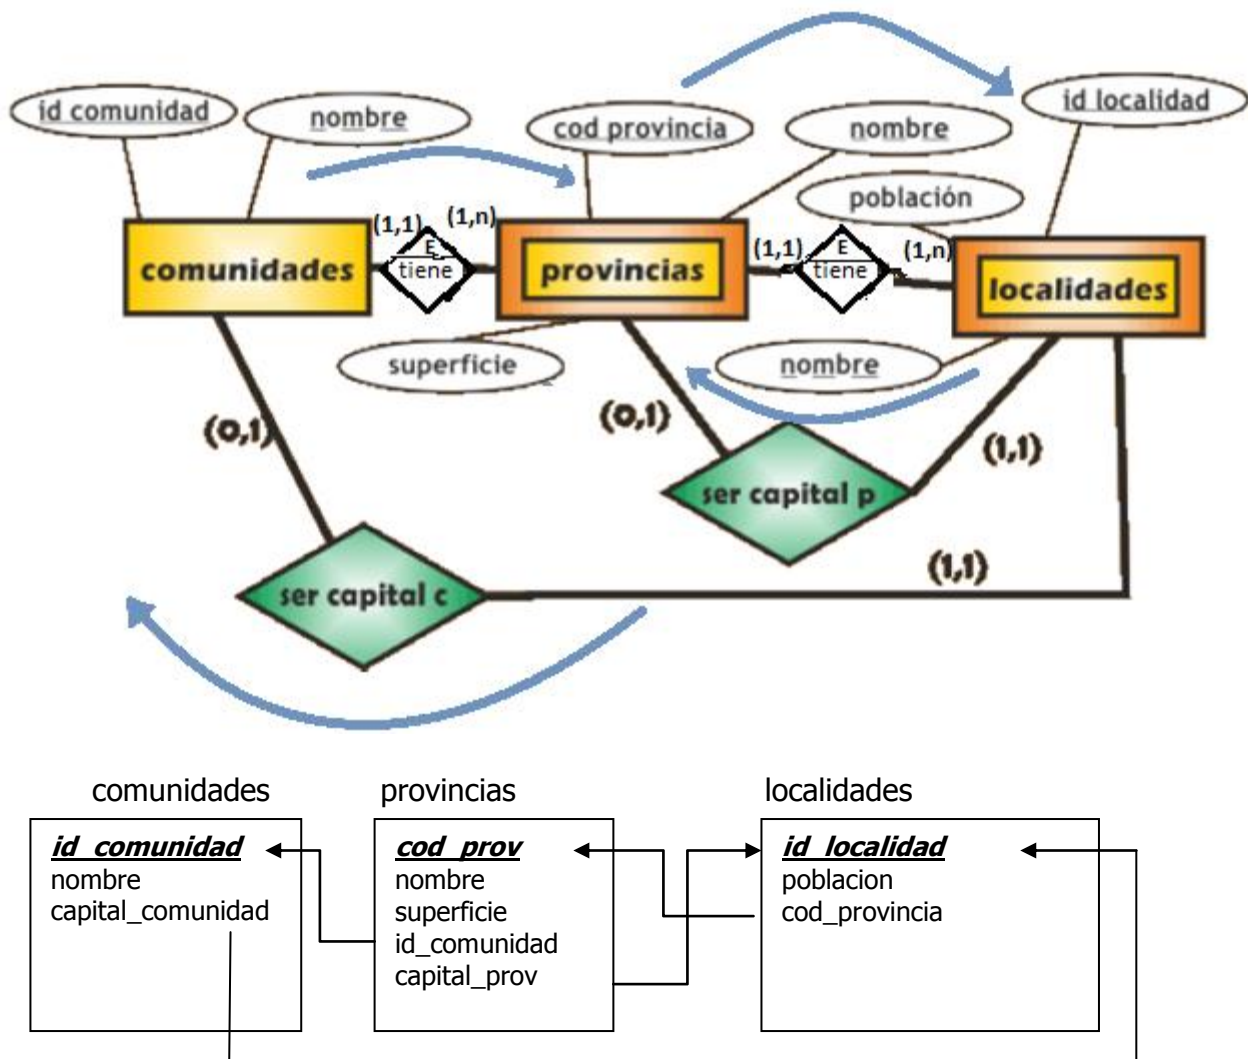 id comunidad
nombre
cod provincia
nombre
id localidad
población
(1,1)
(1,n)
(1,1)
(1,n)
comunidades
E
tiene
provincias
E
tiene
localidades
superficie
nombre
(0,1)
(0,1)
(1,1)
ser capital p
(1,1)
ser capital c
comunidades
provincias
localidades
id_comunidad
nombre
capital_comunidad
cod_prov
nombre
superficie
id_comunidad
capital_prov
id_localidad
poblacion
cod_provincia